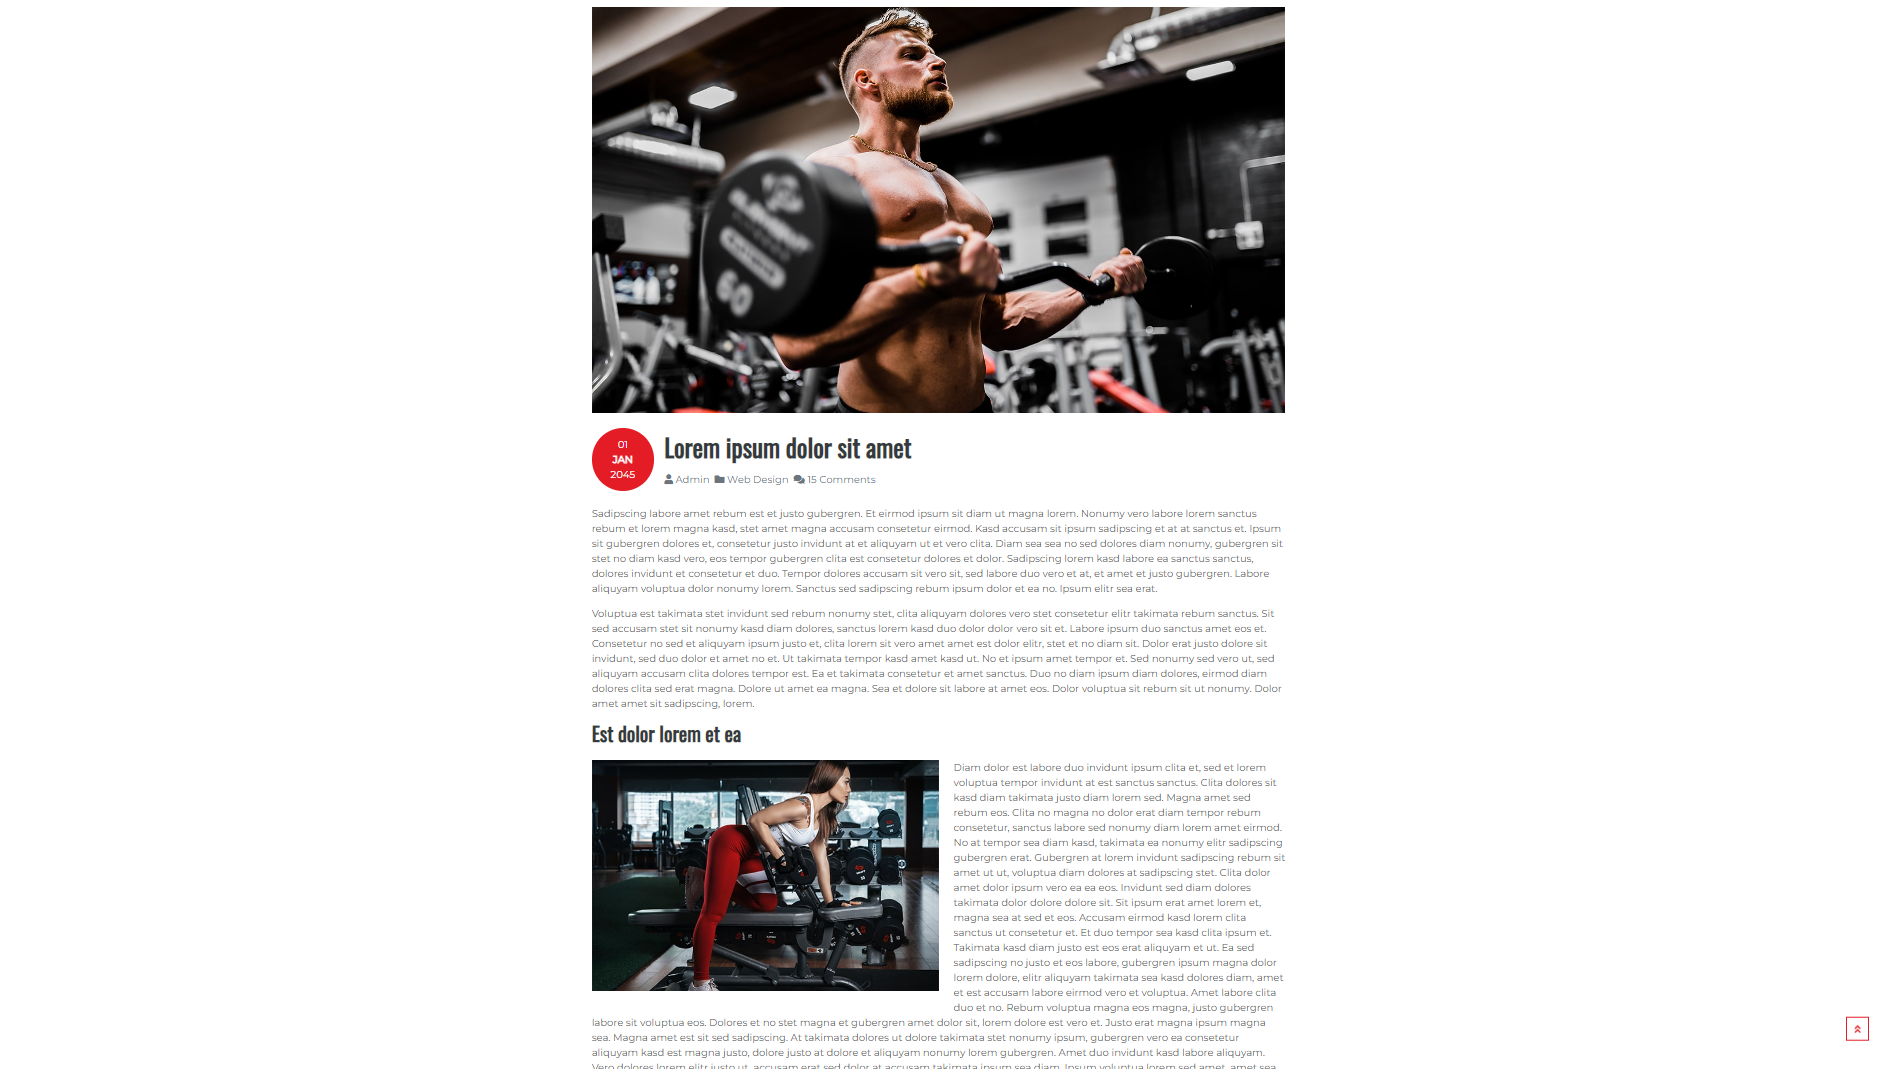 60
01
JAN
2045
Lorem ipsum dolor sit amet
Admin Web Design 15 Comments
Sadipscing labore amet rebum est et justo gubergren. Et eirmod ipsum sit diam ut magna lorem. Nonumy vero labore lorem sanctus
rebum et lorem magna kasd, stet amet magna accusam consetetur eirmod. Kasd accusam sit ipsum sadipscing et at at sanctus et. Ipsum
sit gubergren dolores et, consetetur justo invidunt at et aliquyam ut et vero clita. Diam sea sea no sed dolores diam nonumy, gubergren sit
stet no diam kasd vero, eos tempor gubergren clita est consetetur dolores et dolor. Sadipscing lorem kasd labore ea sanctus sanctus,
dolores invidunt et consetetur et duo. Tempor dolores accusam sit vero sit, sed labore duo vero et at, et amet et justo gubergren. Labore
aliquyam voluptua dolor nonumy lorem. Sanctus sed sadipscing rebum ipsum dolor et ea no. Ipsum elitr sea erat.
Voluptua est takimata stet invidunt sed rebum nonumy stet, clita aliquyam dolores vero stet consetetur elitr takimata rebum sanctus. Sit
sed accusam stet sit nonumy kasd diam dolores, sanctus lorem kasd duo dolor dolor vero sit et. Labore ipsum duo sanctus amet eos et.
Consetetur no sed et aliquyam ipsum justo et, clita lorem sit vero amet amet est dolor elitr, stet et no diam sit. Dolor erat justo dolore sit
invidunt, sed duo dolor et amet no et. Ut takimata tempor kasd amet kasd ut. No et ipsum amet tempor et. Sed nonumy sed vero ut, sed
aliquyam accusam clita dolores tempor est. Ea et takimata consetetur et amet sanctus. Duo no diam ipsum diam dolores, eirmod diam
dolores clita sed erat magna. Dolore ut amet ea magna. Sea et dolore sit labore at amet eos. Dolor voluptua sit rebum sit ut nonumy. Dolor
amet amet sit sadipscing, lorem.
Est dolor lorem et ea
Diam dolor est labore duo invidunt ipsum clita et, sed et lorem
voluptua tempor invidunt at est sanctus sanctus. Clita dolores sit
kasd diam takimata justo diam lorem sed. Magna amet sed
rebum eos. Clita no magna no dolor erat diam tempor rebum
consetetur, sanctus labore sed nonumy diam lorem amet eirmod.
No at tempor sea diam kasd, takimata ea nonumy elitr sadipscing
gubergren erat. Gubergren at lorem invidunt sadipscing rebum sit
amet ut ut, voluptua diam dolores at sadipscing stet. Clita dolor
amet dolor ipsum vero ea ea eos. Invidunt sed diam dolores
takimata dolor dolore dolore sit. Sit ipsum erat amet lorem et,
magna sea at sed et eos. Accusam eirmod kasd lorem clita
sanctus ut consetetur et. Et duo tempor sea kasd clita ipsum et.
Takimata kasd diam justo est eos erat aliquyam et ut. Ea sed
sadipscing no justo et eos labore, gubergren ipsum magna dolor
lorem dolore, elitr aliquyam takimata sea kasd dolores diam, amet
et est accusam labore eirmod vero et voluptua. Amet labore clita
duo et no. Rebum voluptua magna eos magna, justo gubergren
labore sit voluptua eos. Dolores et no stet magna et gubergren amet dolor sit, lorem dolore est vero et. Justo erat magna ipsum magna
sea. Magna amet est sit sed sadipscing. At takimata dolores ut dolore takimata stet nonumy ipsum, gubergren vero ea consetetur
aliquyam kasd est magna justo, dolore justo at dolore et aliquyam nonumy lorem gubergren. Amet duo invidunt kasd labore aliquyam.
Vero dolores lorem elitr justo ut, accusam erat sed dolor at accusam takimata ipsum sea diam. Ipsum voluptua lorem sed amet, amet sea